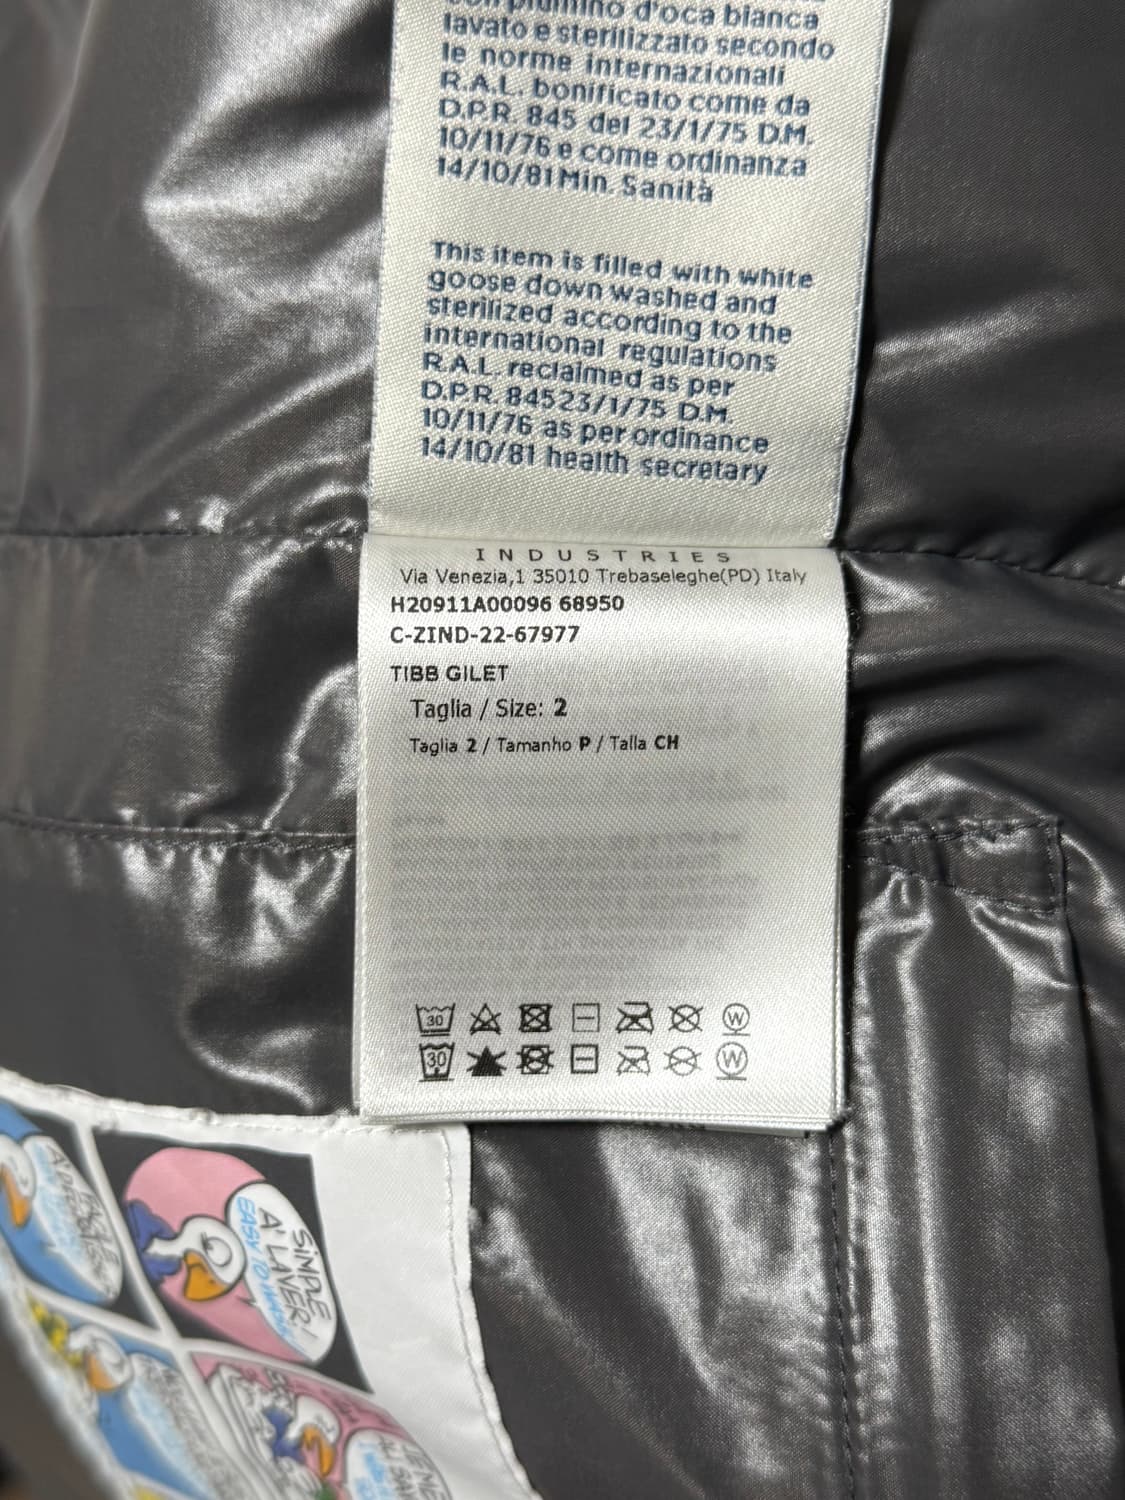 con piumino d'oca bianca
lavato e sterilizzato secondo
le norme internazionali
R.A.L. bonificato come da
D.P.R. 845 del 23/1/75 D.M.
10/11/76 e come ordinanza
14/10/81 Min. Sanità
This item is filled with white
goose down washed and
sterilized according to the
international regulations
R.A.L. reclaimed as per
D.P.R. 84523/1/75 D.M.
10/11/76 as per ordinance
14/10/81 health secretary
INDUSTRIES
Via Venezia,1 35010 Trebaseleghe(PD) Italy
H20911A00096 68950
C-ZIND-22-67977
TIBB GILET
Taglia / Size: 2
Taglia 2 / Tamanho P / Talla CH
30 W
30 W
SIMPLE
A' LAVER!
EASY TO WASH!